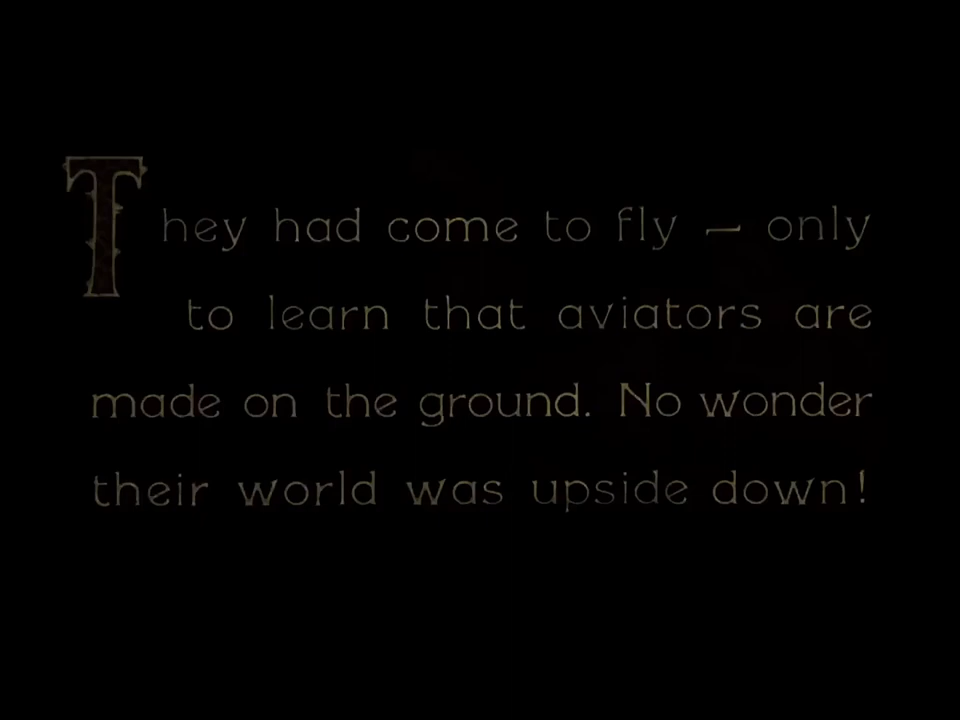 They had come to fly — only
to learn that aviators are
made on the ground. No wonder
their world was upside down!